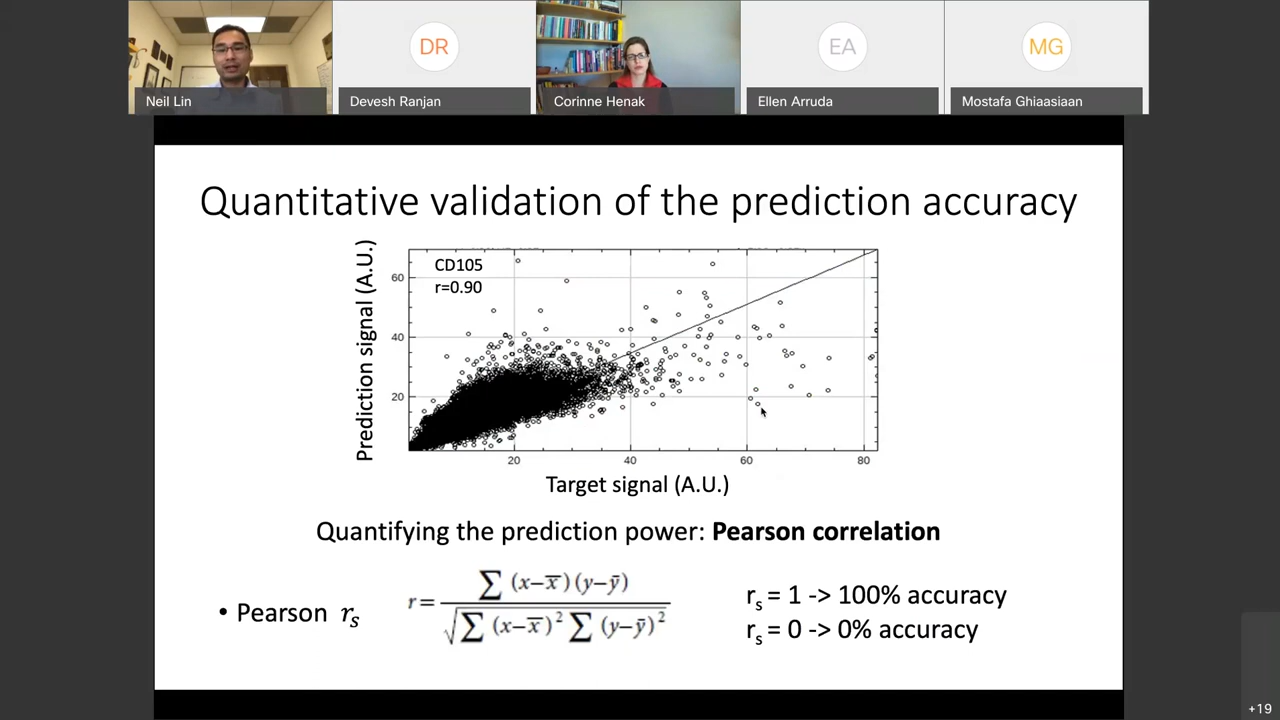 DR
EA
MG
Neil Lin
Devesh Ranjan
Corinne Henak
Ellen Arruda
Mostafa Ghiaasiaan
Quantitative validation of the prediction accuracy
Prediction signal (A.U.)
CD105
r=0.90
60
40
20
20 40 60 80
Target signal (A.U.)
Quantifying the prediction power: Pearson correlation
• Pearson rₛ
r = ∑ (x–x̅)(y–ȳ) / √∑ (x–x̅)² ∑ (y–ȳ)²
rₛ = 1 -> 100% accuracy
rₛ = 0 -> 0% accuracy
+19